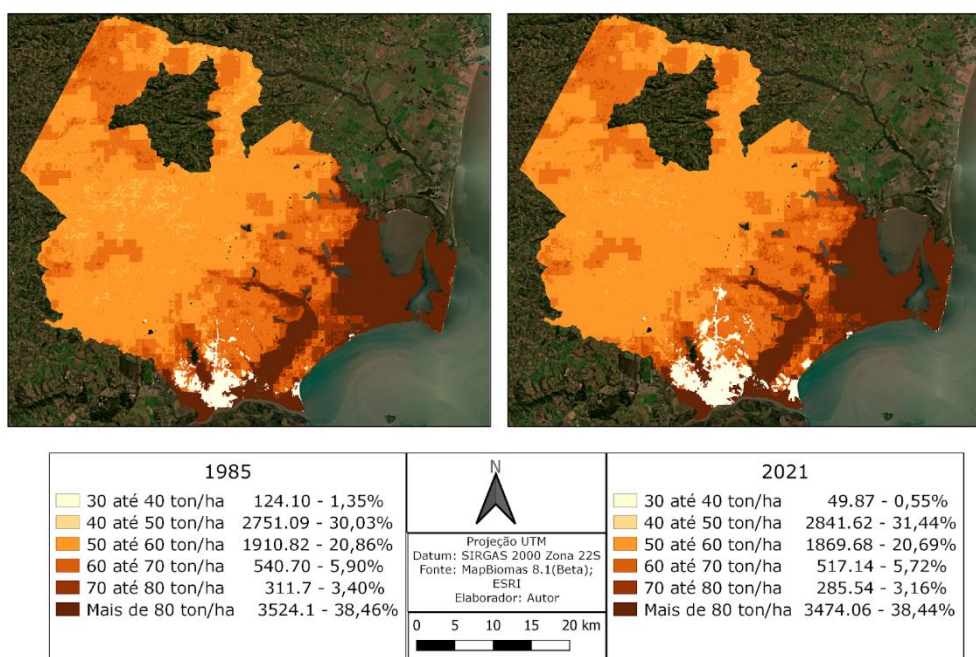 1985
30 até 40 ton/ha 124.10 - 1,35%
40 até 50 ton/ha 2751.09 - 30,03%
50 até 60 ton/ha 1910.82 - 20,86%
60 até 70 ton/ha 540.70 - 5,90%
70 até 80 ton/ha 311.7 - 3,40%
Mais de 80 ton/ha 3524.1 - 38,46%
N
Projeção UTM
Datum: SIRGAS 2000 Zona 22S
Fonte: MapBiomas 8.1(Beta);
ESRI
Elaborador: Autor
0 5 10 15 20 km
2021
30 até 40 ton/ha 49.87 - 0,55%
40 até 50 ton/ha 2841.62 - 31,44%
50 até 60 ton/ha 1869.68 - 20,69%
60 até 70 ton/ha 517.14 - 5,72%
70 até 80 ton/ha 285.54 - 3,16%
Mais de 80 ton/ha 3474.06 - 38,44%